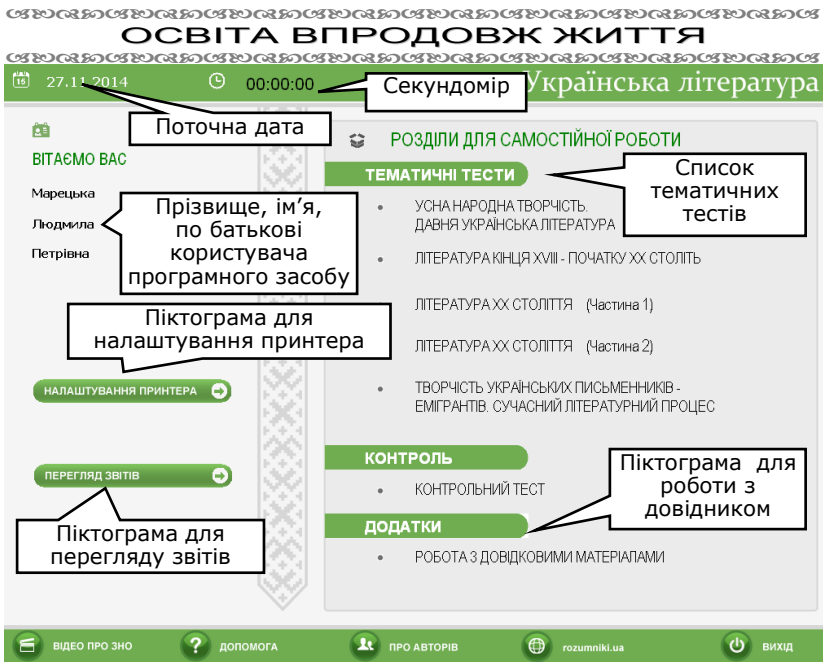 ОСВІТА ВПРОДОВЖ ЖИТТЯ
15
27.11.2014
00:00:00
Секундомір
Українська література
Поточна дата
ВІТАЄМО ВАС
Марецька
Людмила
Петрівна
Прізвище, ім’я,
по батькові
користувача
програмного засобу
Піктограма для
налаштування принтера
НАЛАШТУВАННЯ ПРИНТЕРА
ПЕРЕГЛЯД ЗВІТІВ
Піктограма для
перегляду звітів
РОЗДІЛИ ДЛЯ САМОСТІЙНОЇ РОБОТИ
ТЕМАТИЧНІ ТЕСТИ
Список
тематичних
тестів
• УСНА НАРОДНА ТВОРЧІСТЬ.
ДАВНЯ УКРАЇНСЬКА ЛІТЕРАТУРА
• ЛІТЕРАТУРА КІНЦЯ XVIII - ПОЧАТКУ XX СТОЛІТЬ
ЛІТЕРАТУРА XX СТОЛІТТЯ (Частина 1)
ЛІТЕРАТУРА XX СТОЛІТТЯ (Частина 2)
• ТВОРЧІСТЬ УКРАЇНСЬКИХ ПИСЬМЕННИКІВ -
ЕМІГРАНТІВ. СУЧАСНИЙ ЛІТЕРАТУРНИЙ ПРОЦЕС
КОНТРОЛЬ
• КОНТРОЛЬНИЙ ТЕСТ
Піктограма для
роботи з
довідником
ДОДАТКИ
• РОБОТА З ДОВІДКОВИМИ МАТЕРІАЛАМИ
ВІДЕО ПРО ЗНО
? ДОПОМОГА
ПРО АВТОРІВ
rozumniki.ua
ВИХІД